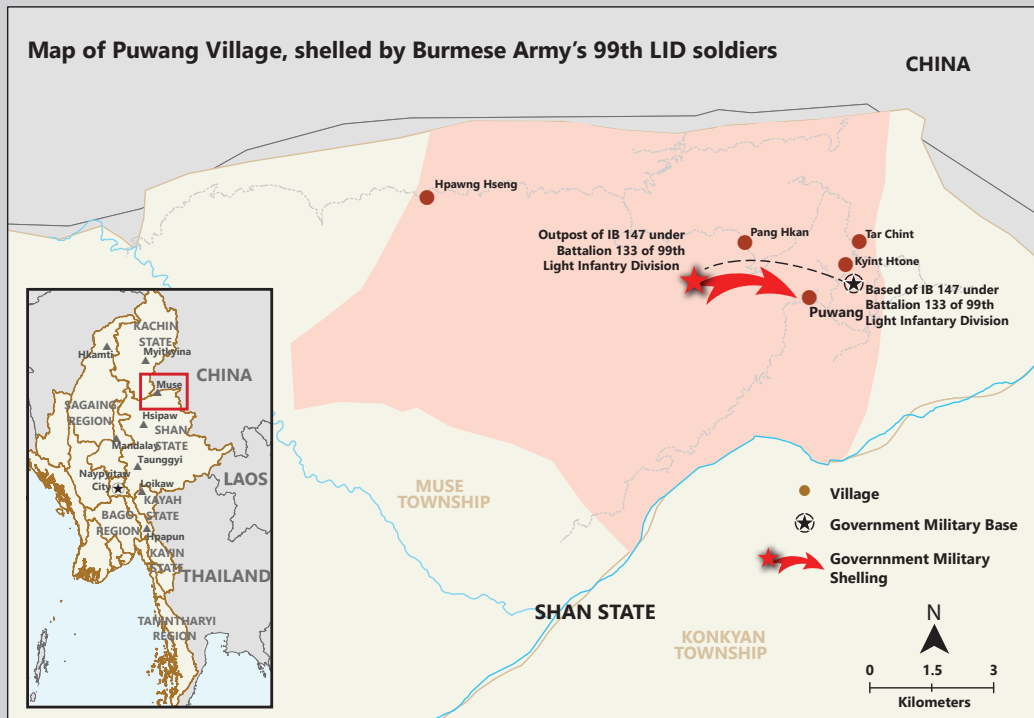 Map of Puwang Village, shelled by Burmese Army's 99th LID soldiers
CHINA
Hpawng Hseng
Outpost of IB 147 under
Battalion 133 of 99th
Light Infantry Division
Pang Hkan
Tar Chint
Kyint Htone
Based of IB 147 under
Battalion 133 of 99th
Light Infantary Division
Puwang
KACHIN
STATE
Hkamti
Myitkyina
CHINA
Muse
SAGAING
REGION
Hsipaw
SHAN
STATE
Mandalay
Taunggyi
Naypyitaw
City
Loikaw
LAOS
KAYAH
STATE
BAGO
REGION
Hpapun
KAYIN
STATE
THAILAND
TANINTHARYI
REGION
MUSE
TOWNSHIP
SHAN STATE
KONKYAN
TOWNSHIP
Village
Government Military Base
Governnment Military
Shelling
N
0 1.5 3
Kilometers